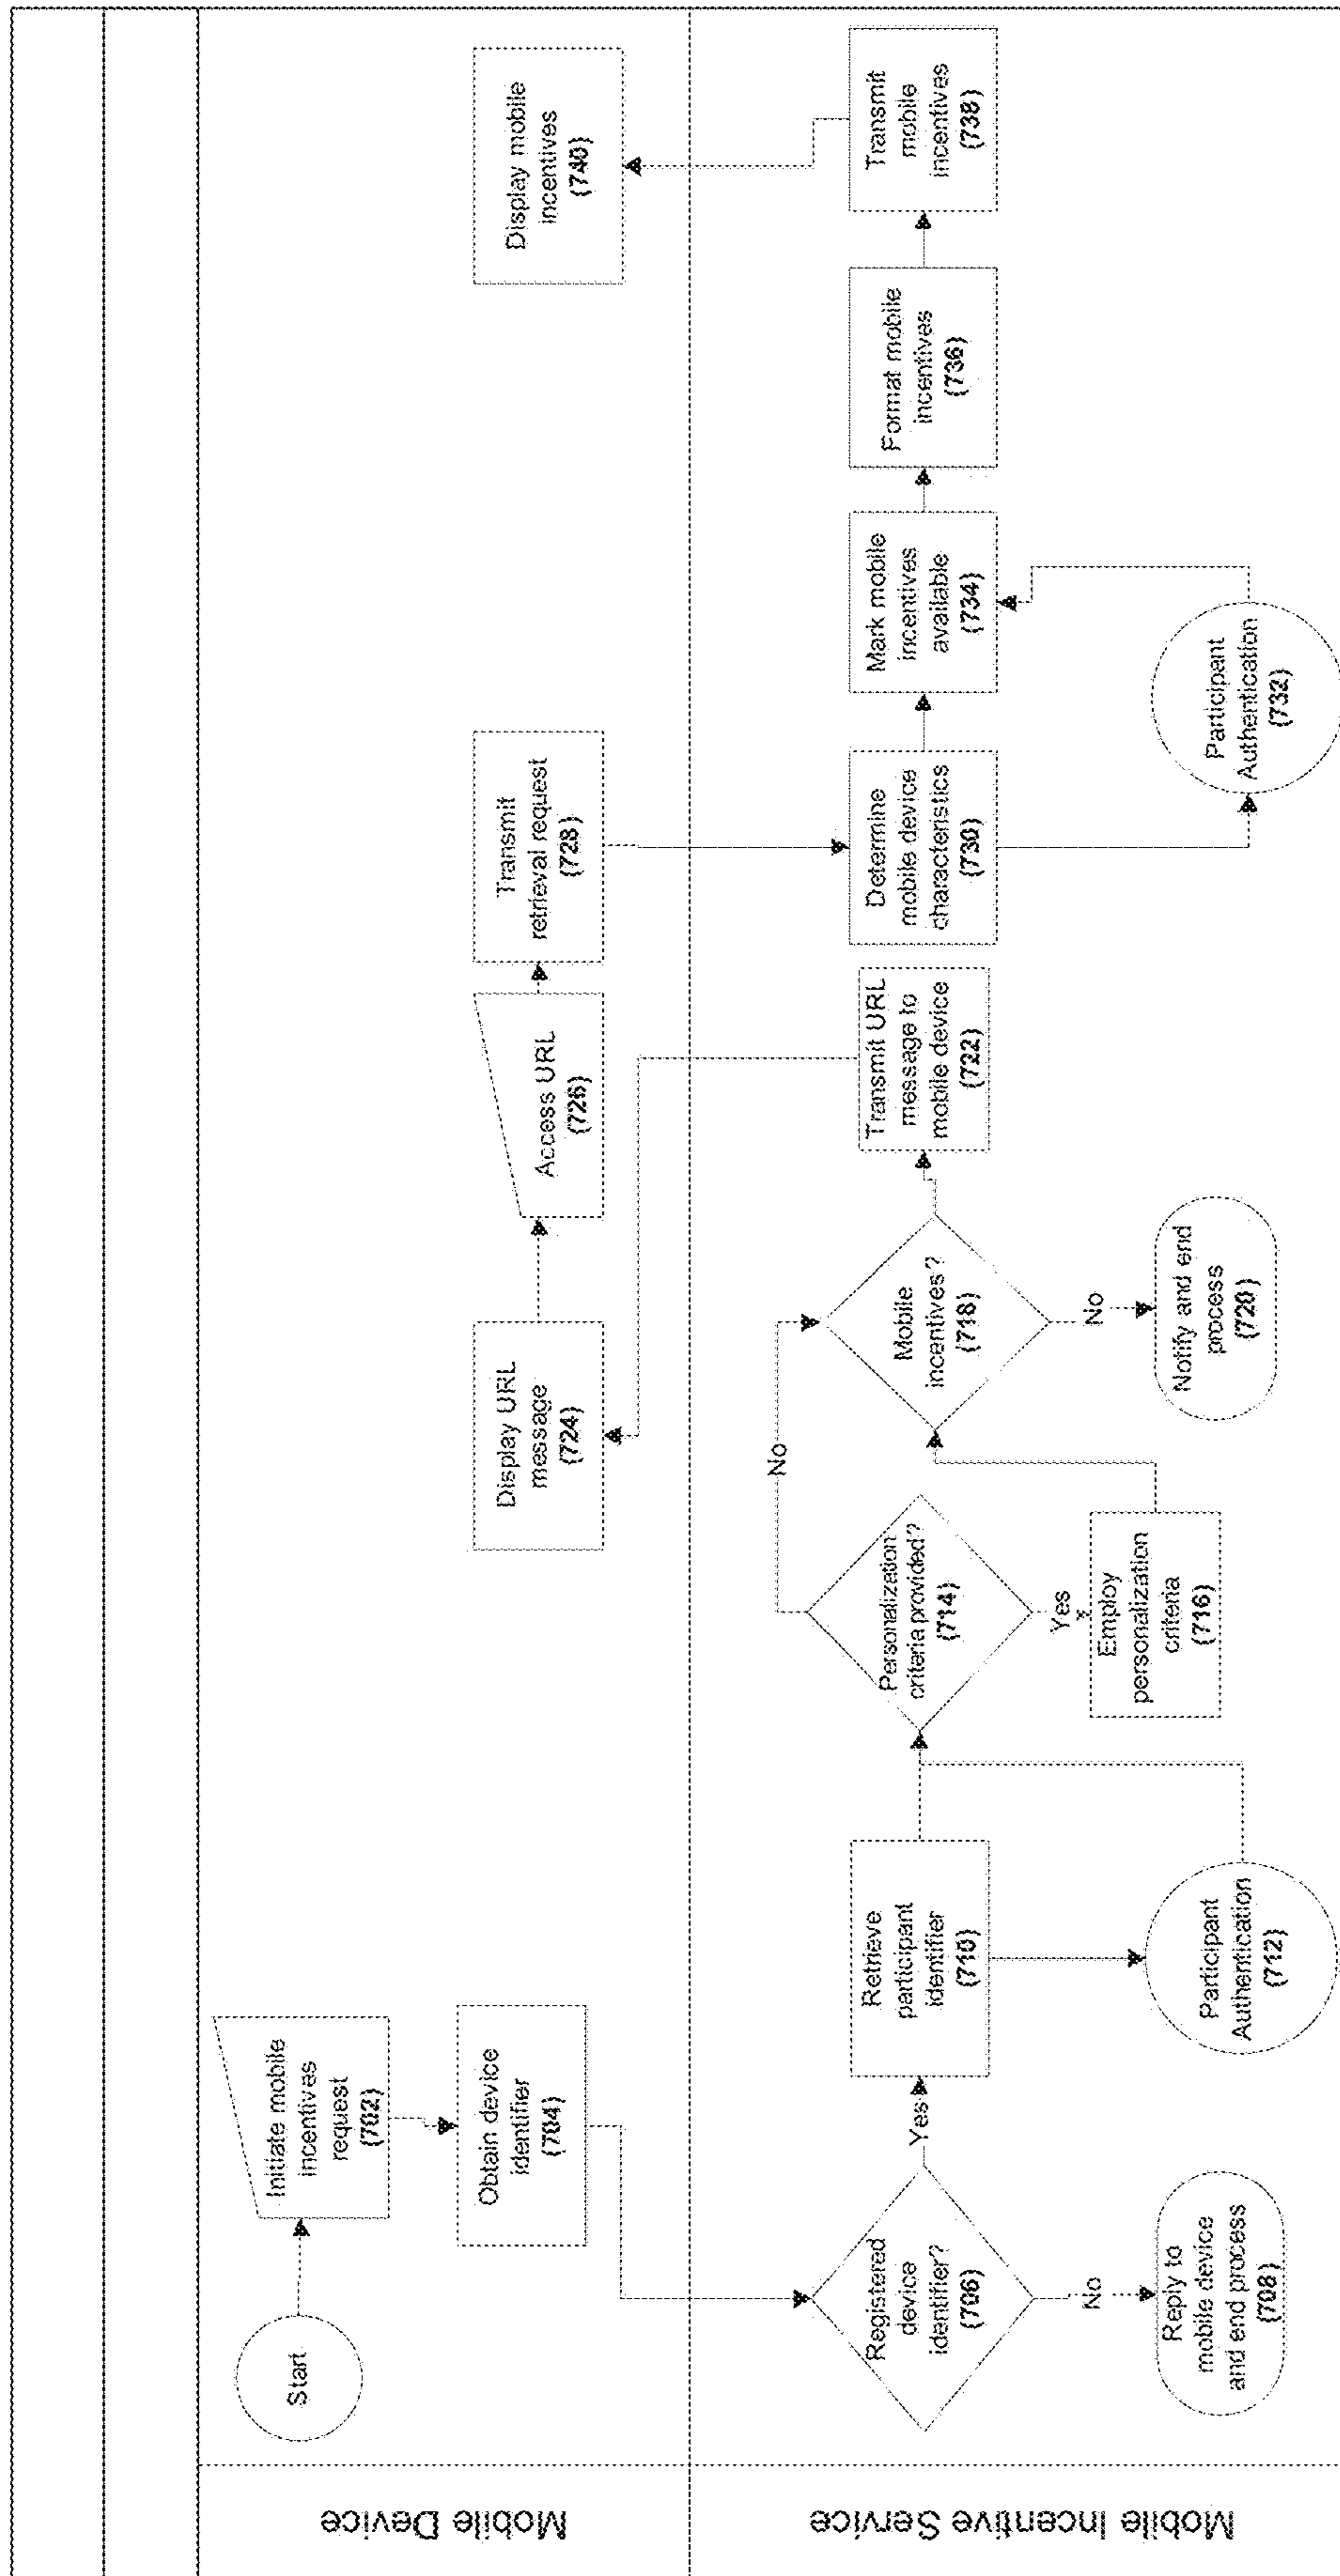 Mobile Device
Start
Initiate mobile
incentives
request
(702)
Obtain device
identifier
(704)
Display URL
message
(724)
Access URL
(726)
Transmit
retrieval request
(728)
Display mobile
incentives
(740)
Mobile Incentive Service
Registered
device
identifier?
(706)
No
Reply to
mobile device
and end process
(708)
Yes
Retrieve
participant
identifier
(710)
Participant
Authentication
(712)
Personalization
criteria provided?
(714)
Yes
Employ
personalization
criteria
(716)
No
Mobile
incentives?
(718)
No
Notify and end
process
(720)
Transmit URL
message to
mobile device
(722)
Determine
mobile device
characteristics
(730)
Participant
Authentication
(732)
Mark mobile
incentives
available
(734)
Format mobile
incentives
(736)
Transmit
mobile
incentives
(738)